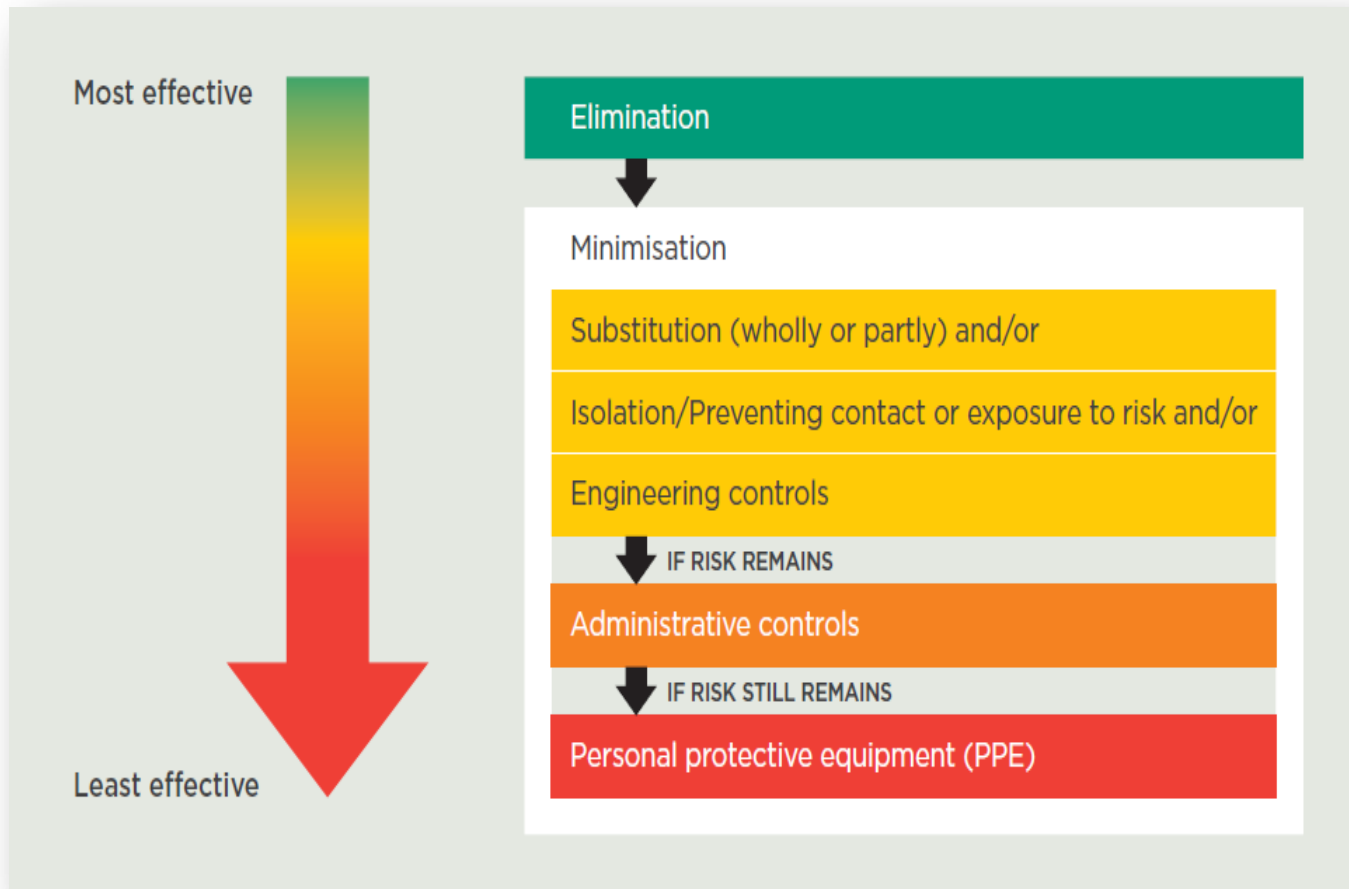 Most effective
Elimination
Minimisation
Substitution (wholly or partly) and/or
Isolation/Preventing contact or exposure to risk and/or
Engineering controls
IF RISK REMAINS
Administrative controls
IF RISK STILL REMAINS
Personal protective equipment (PPE)
Least effective